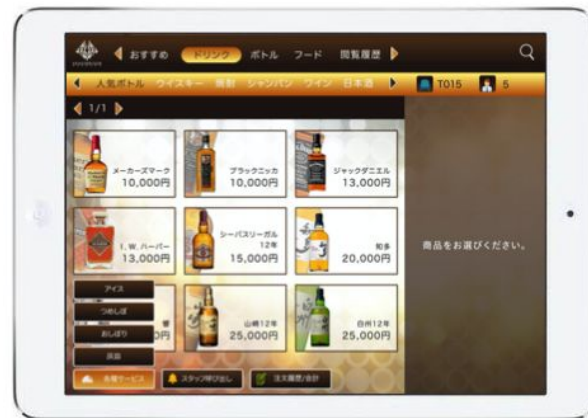 おすすめ ドリンク ボトル フード 閲覧履歴
人気ボトル ウイスキー 焼酎 シャンパン ワイン 日本酒 T015 5
1/1
メーカーズマーク
10,000円
ブラックニッカ
10,000円
ジャックダニエル
13,000円
I.W.ハーパー
13,000円
シーバスリーガル
12年
15,000円
知多
20,000円
商品をお選びください。
響
円
山崎12年
25,000円
白州12年
25,000円
アイス
つめしぼ
おしぼり
灰皿
各種サービス
スタッフ呼び出し
注文履歴/会計